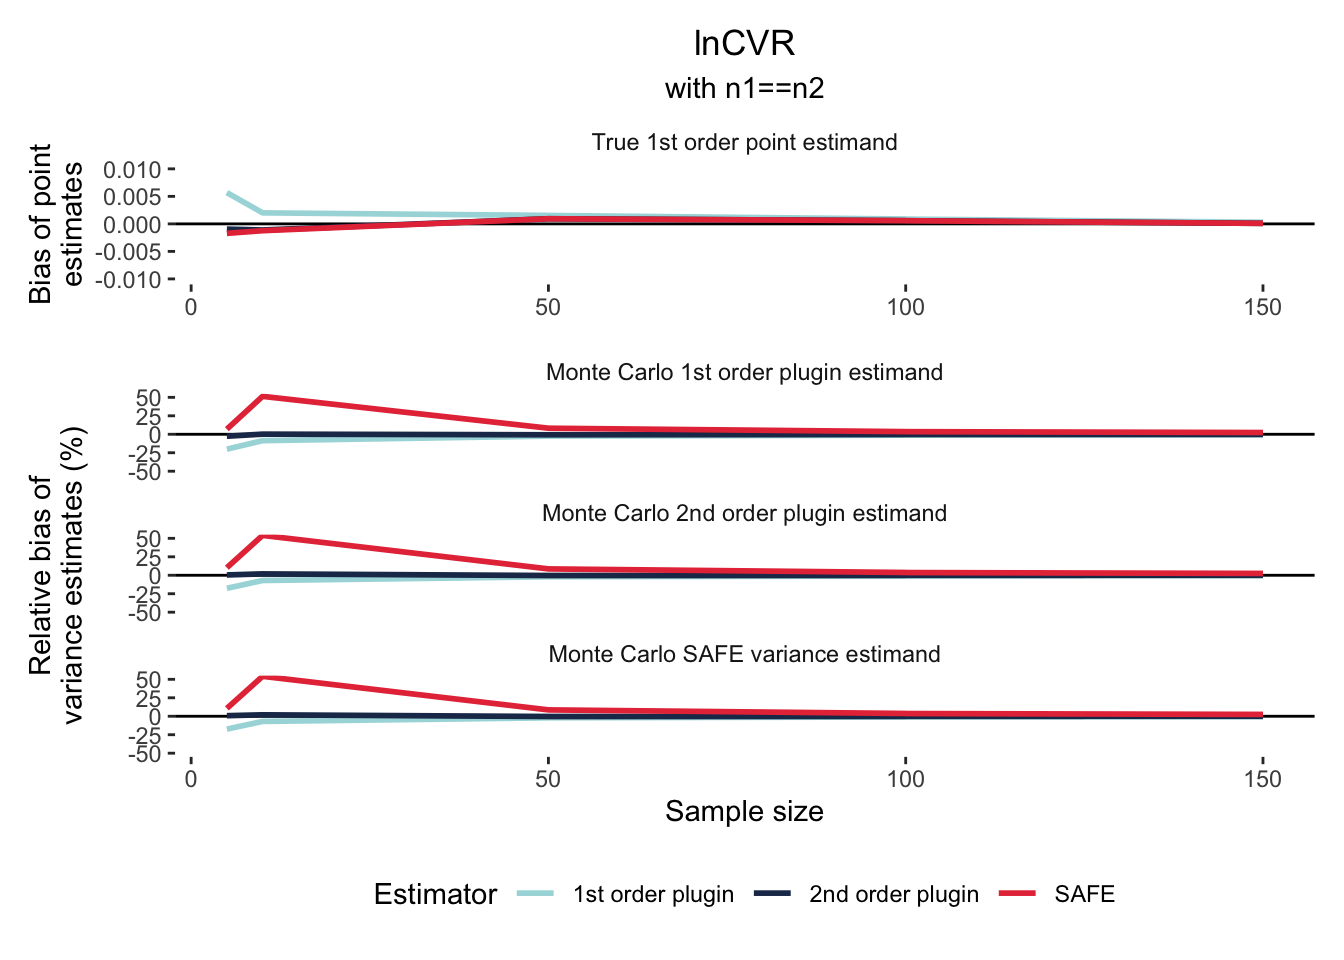 lnCVR
with n1==n2
True 1st order point estimand
Bias of point
estimates
0.010
0.005
0.000
-0.005
-0.010
0 50 100 150
Monte Carlo 1st order plugin estimand
Relative bias of
variance estimates (%)
50
25
0
-25
-50
Monte Carlo 2nd order plugin estimand
50
25
0
-25
-50
Monte Carlo SAFE variance estimand
50
25
0
-25
-50
0 50 100 150
Sample size
Estimator 1st order plugin 2nd order plugin SAFE